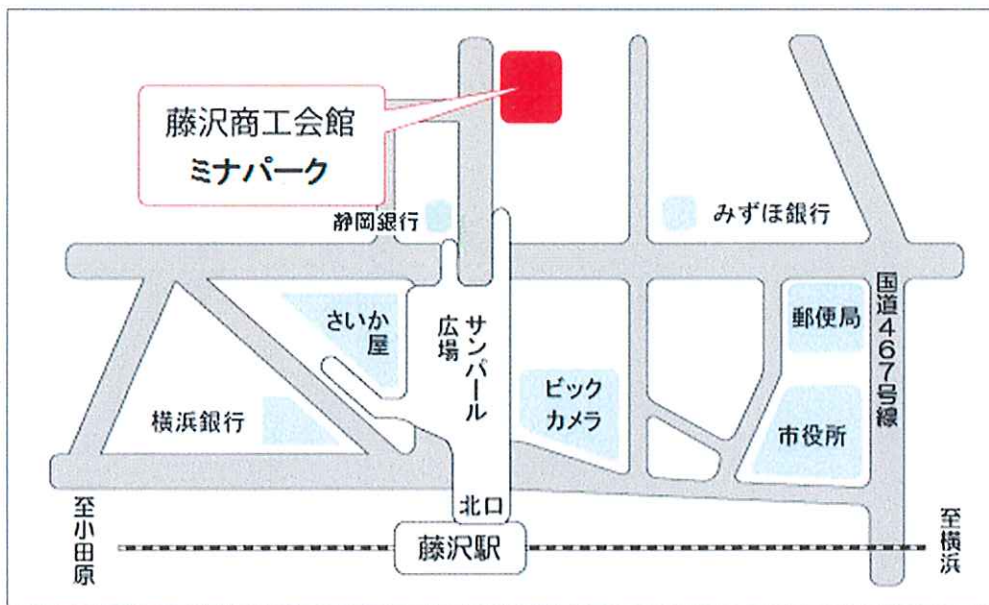 藤沢商工会館
ミナパーク
静岡銀行
みずほ銀行
さいか
屋
サンパール
広場
郵便局
国道467号線
ビック
カメラ
横浜銀行
市役所
北口
至小田原
藤沢駅
至横浜